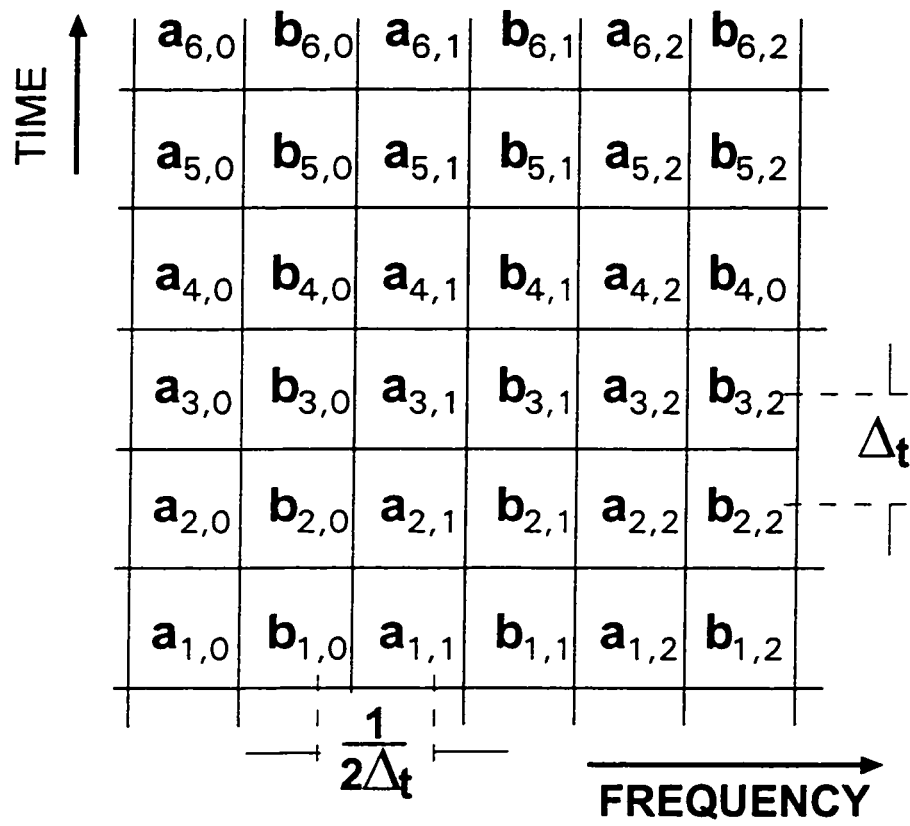 TIME
a6,0 b6,0 a6,1 b6,1 a6,2 b6,2
a5,0 b5,0 a5,1 b5,1 a5,2 b5,2
a4,0 b4,0 a4,1 b4,1 a4,2 b4,0
a3,0 b3,0 a3,1 b3,1 a3,2 b3,2
Δt
a2,0 b2,0 a2,1 b2,1 a2,2 b2,2
a1,0 b1,0 a1,1 b1,1 a1,2 b1,2
1
2Δt
FREQUENCY